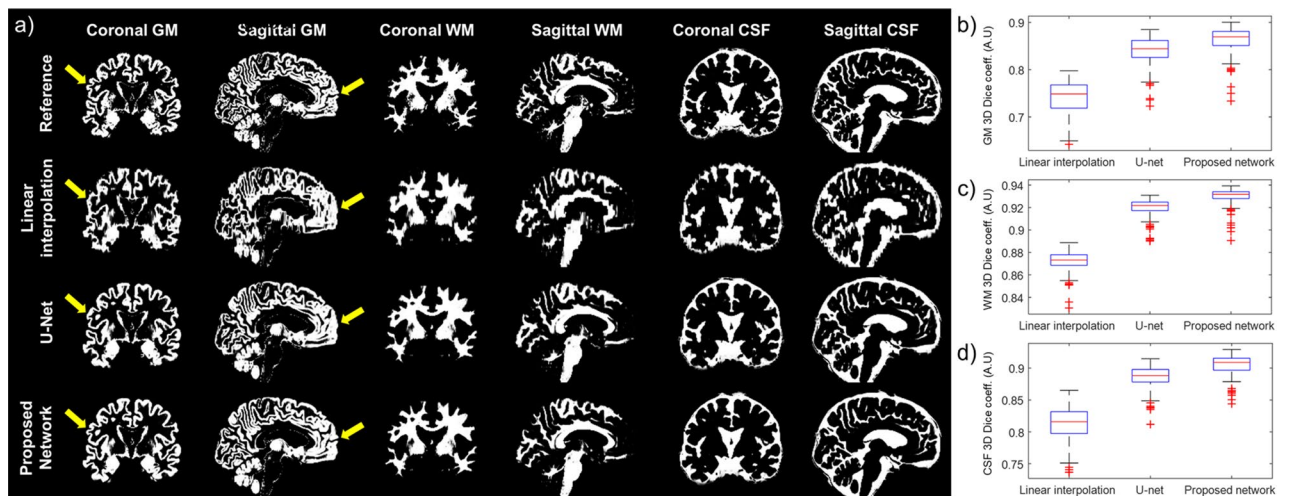 a)
Coronal GM Sagittal GM Coronal WM Sagittal WM Coronal CSF Sagittal CSF
Reference
Linear
interpolation
U-Net
Proposed
Network
b)
GM 3D Dice coeff. (A.U)
0.9
0.8
0.7
Linear interpolation U-net Proposed network
c)
WM 3D Dice coeff. (A.U)
0.94
0.92
0.9
0.88
0.86
0.84
Linear interpolation U-net Proposed network
d)
CSF 3D Dice coeff. (A.U)
0.9
0.85
0.8
0.75
Linear interpolation U-net Proposed network